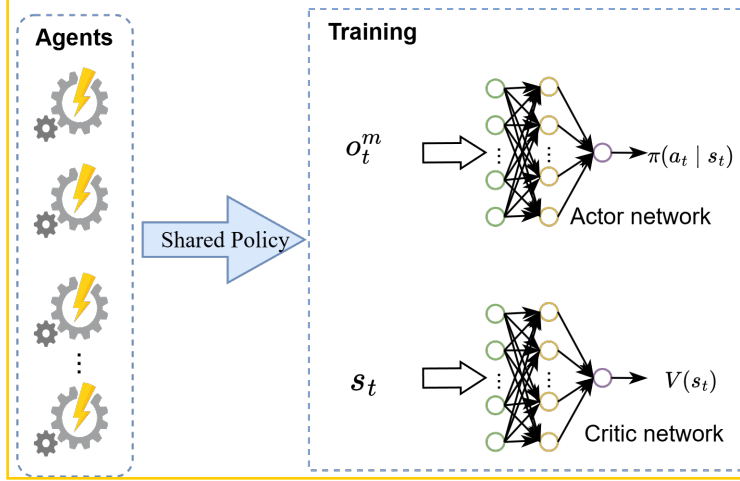 Agents
Training
Shared Policy
o_t^m
π(a_t | s_t)
Actor network
s_t
V(s_t)
Critic network